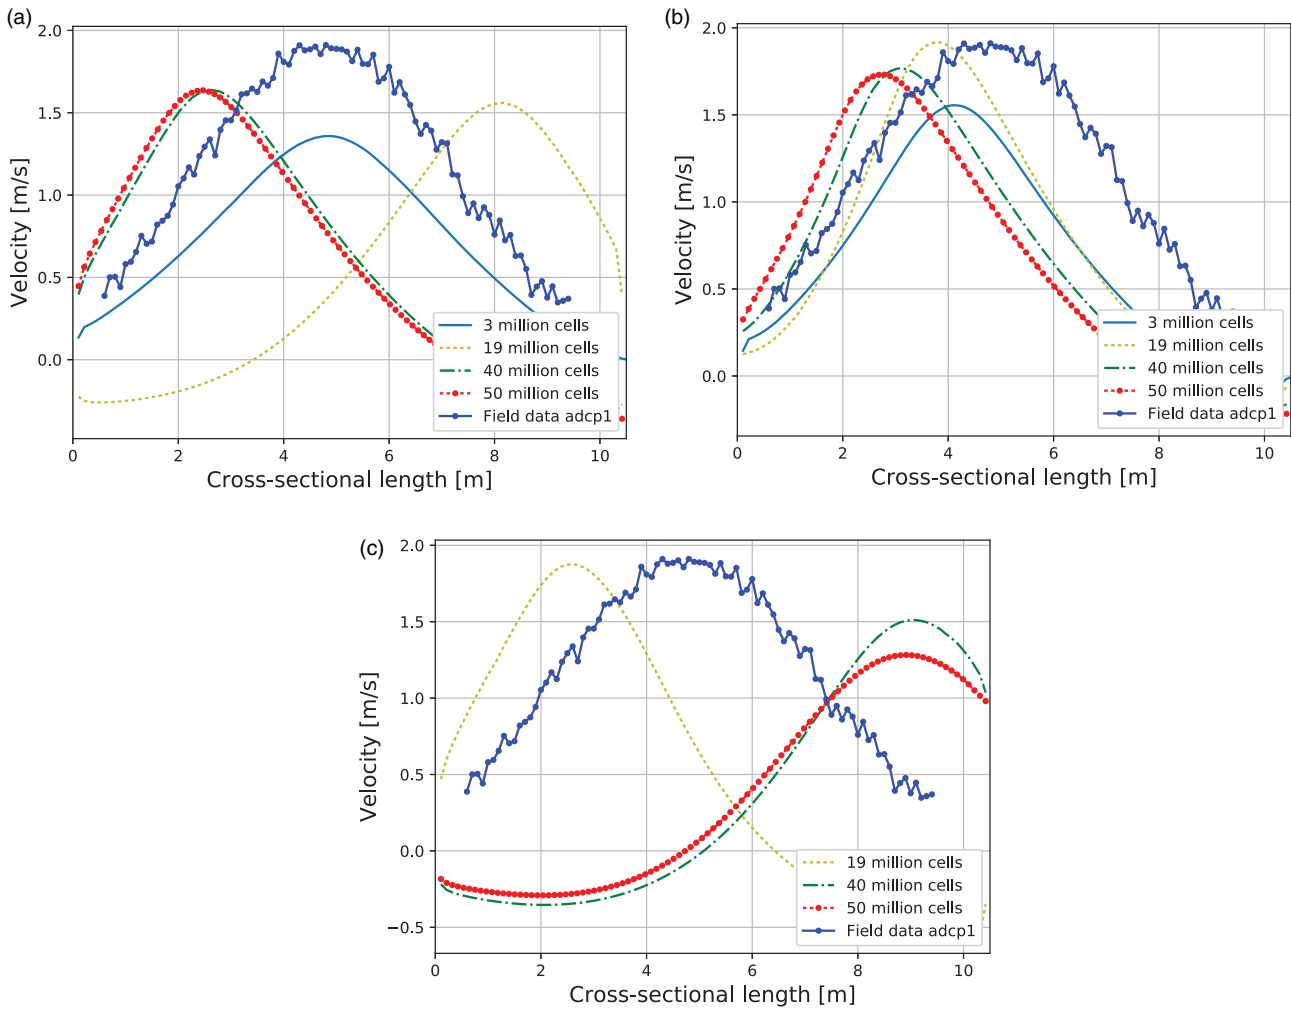 (a)
2.0
1.5
1.0
0.5
0.0
Velocity [m/s]
0
2
4
6
8
10
Cross-sectional length [m]
3 million cells
19 million cells
40 million cells
50 million cells
Field data adcp1
(b)
2.0
1.5
1.0
0.5
0.0
Velocity [m/s]
0
2
4
6
8
10
Cross-sectional length [m]
3 million cells
19 million cells
40 million cells
50 million cells
Field data adcp1
(c)
2.0
1.5
1.0
0.5
0.0
−0.5
Velocity [m/s]
0
2
4
6
8
10
Cross-sectional length [m]
19 million cells
40 million cells
50 million cells
Field data adcp1